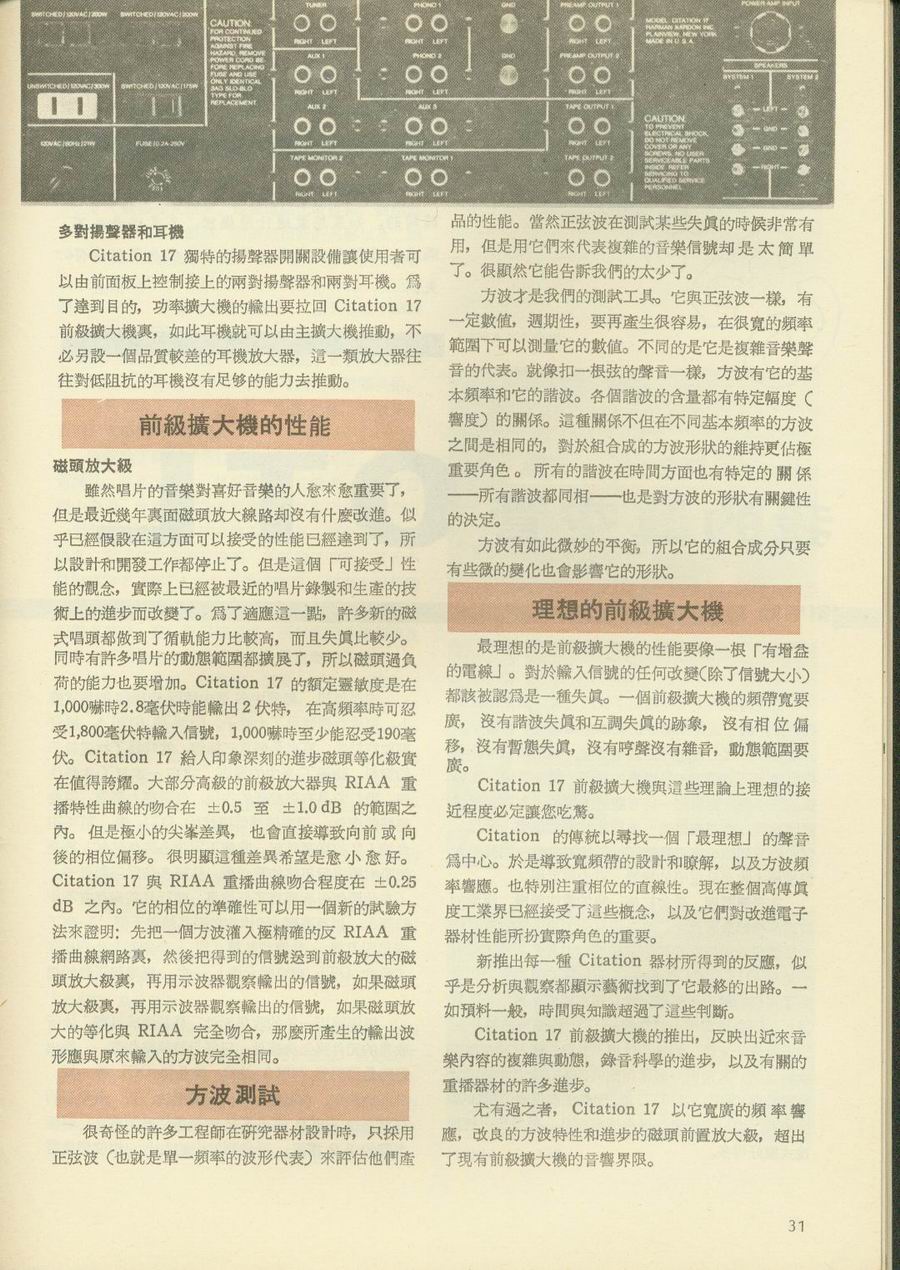 SWITCHED/120VAC/200W
SWITCHED/120VAC/200W
UNSWITCHED/120VAC/300W
SWITCHED/120VAC/175W
120VAC/60Hz/21W
FUSE/0.2A-250V
CAUTION:
FOR CONTINUED
PROTECTION
AGAINST FIRE
HAZARD, REMOVE
POWER CORD BE-
FORE REPLACING
FUSE AND USE
ONLY IDENTICAL
3AG SLO-BLO
TYPE FOR
REPLACEMENT.
TUNER
RIGHT LEFT
AUX 1
RIGHT LEFT
AUX 2
RIGHT LEFT
TAPE MONITOR 2
RIGHT LEFT
PHONO 1
RIGHT LEFT
PHONO 2
RIGHT LEFT
AUX 3
RIGHT LEFT
TAPE MONITOR 1
RIGHT LEFT
GND
GND
PREAMP OUTPUT 1
RIGHT LEFT
PREAMP OUTPUT 2
RIGHT LEFT
TAPE OUTPUT 1
RIGHT LEFT
TAPE OUTPUT 2
RIGHT LEFT
MODEL CITATION 17
HARMAN KARDON INC.
PLAINVIEW, NEW YORK
MADE IN U.S.A.
CAUTION:
TO PREVENT
ELECTRICAL SHOCK,
DO NOT REMOVE
COVER OR ANY
SCREWS. NO USER
SERVICEABLE PARTS
INSIDE. REFER
SERVICING TO
QUALIFIED SERVICE
PERSONNEL
POWER AMP INPUT
SPEAKERS
SYSTEM 1 SYSTEM 2
LEFT
GND
GND
RIGHT
多對揚聲器和耳機
Citation 17 獨特的揚聲器開關設備讓使用者可
以由前面板上控制接上的兩對揚聲器和兩對耳機。爲
了達到目的，功率擴大機的輸出要拉回 Citation 17
前級擴大機裏，如此耳機就可以由主擴大機推動，不
必另設一個品質較差的耳機放大器，這一類放大器往
往對低阻抗的耳機沒有足够的能力去推動。
前級擴大機的性能
磁頭放大級
雖然唱片的音樂對喜好音樂的人愈來愈重要了，
但是最近幾年裏面磁頭放大線路却沒有什麼改進。似
乎已經假設在這方面可以接受的性能已經達到了，所
以設計和開發工作都停止了。但是這個「可接受」性
能的觀念，實際上已經被最近的唱片錄製和生產的技
術上的進步而改變了。爲了適應這一點，許多新的磁
式唱頭都做到了循軌能力比較高，而且失眞比較少。
同時有許多唱片的動態範圍都擴展了，所以磁頭過負
荷的能力也要增加。Citation 17 的額定靈敏度是在
1,000嚇時2.8毫伏時能輸出 2 伏特， 在高頻率時可忍
受1,800毫伏特輸入信號，1,000嚇時至少能忍受190毫
伏。Citation 17 給人印象深刻的進步磁頭等化級實
在値得誇耀。大部分高級的前級放大器與 RIAA 重
播特性曲線的吻合在 ±0.5 至 ±1.0 dB 的範圍之
內。 但是極小的尖峯差異， 也會直接導致向前或向
後的相位偏移。 很明顯這種差異希望是愈小愈好。
Citation 17 與 RIAA 重播曲線吻合程度在 ±0.25
dB 之內。它的相位的準確性可以用一個新的試驗方
法來證明：先把一個方波灌入極精確的反 RIAA 重
播曲線網路裏，然後把得到的信號送到前級放大的磁
頭放大級裏，再用示波器觀察輸出的信號，如果磁頭
放大級裏，再用示波器觀察輸出的信號，如果磁頭放
大的等化與 RIAA 完全吻合，那麼所產生的輸出波
形應與原來輸入的方波完全相同。
方波測試
很奇怪的許多工程師在硏究器材設計時，只採用
正弦波（也就是單一頻率的波形代表）來評估他們產
品的性能。當然正弦波在測試某些失眞的時候非常有
用，但是用它們來代表複雜的音樂信號却是太簡單
了。很顯然它能告訴我們的太少了。
方波才是我們的測試工具。它與正弦波一樣，有
一定數値，週期性，要再產生很容易，在很寬的頻率
範圍下可以測量它的數値。不同的是它是複雜音樂聲
音的代表。就像扣一根弦的聲音一樣，方波有它的基
本頻率和它的諧波。各個諧波的含量都有特定幅度（
響度）的關係。這種關係不但在不同基本頻率的方波
之間是相同的，對於組合成的方波形狀的維持更佔極
重要角色。 所有的諧波在時間方面也有特定的關係
——所有諧波都同相——也是對方波的形狀有關鍵性
的決定。
方波有如此微妙的平衡，所以它的組合成分只要
有些微的變化也會影響它的形狀。
理想的前級擴大機
最理想的是前級擴大機的性能要像一根「有增益
的電線」。對於輸入信號的任何改變(除了信號大小)
都該被認爲是一種失眞。一個前級擴大機的頻帶寬要
廣， 沒有諧波失眞和互調失眞的跡象， 沒有相位偏
移，沒有暫態失眞，沒有哼聲沒有雜音，動態範圍要
廣。
Citation 17 前級擴大機與這些理論上理想的接
近程度必定讓您吃驚。
Citation 的傳統以尋找一個「最理想」的聲音
爲中心。於是導致寬頻帶的設計和瞭解，以及方波頻
率響應。也特別注重相位的直線性。現在整個高傳眞
度工業界已經接受了這些槪念，以及它們對改進電子
器材性能所扮實際角色的重要。
新推出每一種 Citation 器材所得到的反應，似
乎是分析與觀察都顯示藝術找到了它最終的出路。一
如預料一般，時間與知識超過了這些判斷。
Citation 17 前級擴大機的推出，反映出近來音
樂內容的複雜與動態，錄音科學的進步，以及有關的
重播器材的許多進步。
尤有過之者， Citation 17 以它寬廣的頻率響
應，改良的方波特性和進步的磁頭前置放大級，超出
了現有前級擴大機的音響界限。
31